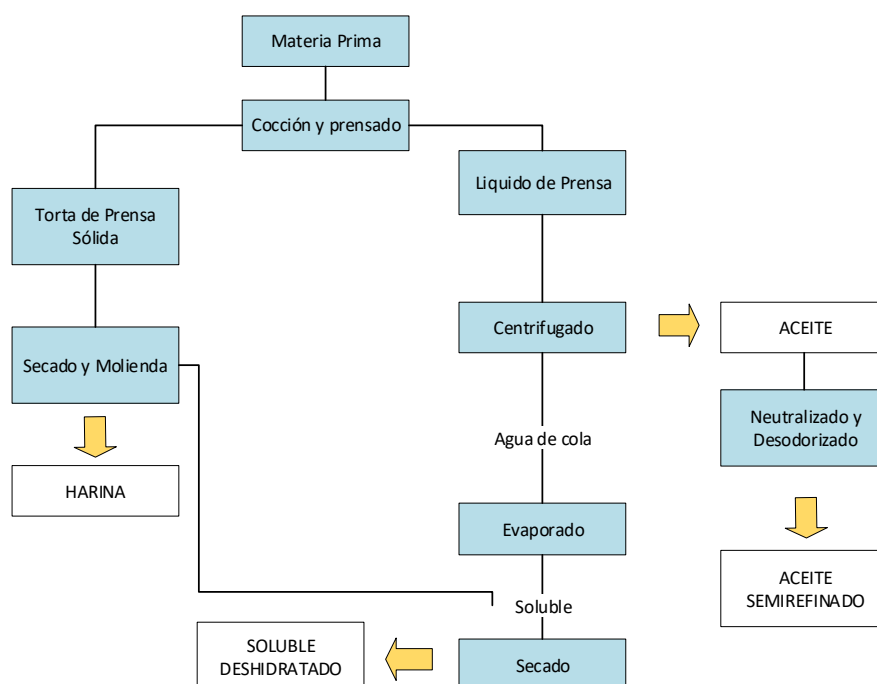 Materia Prima
Cocción y prensado
Liquido de Prensa
Torta de Prensa
Sólida
Centrifugado
ACEITE
Secado y Molienda
Neutralizado y
Desodorizado
Agua de cola
HARINA
Evaporado
ACEITE
SEMIREFINADO
Soluble
SOLUBLE
DESHIDRATADO
Secado